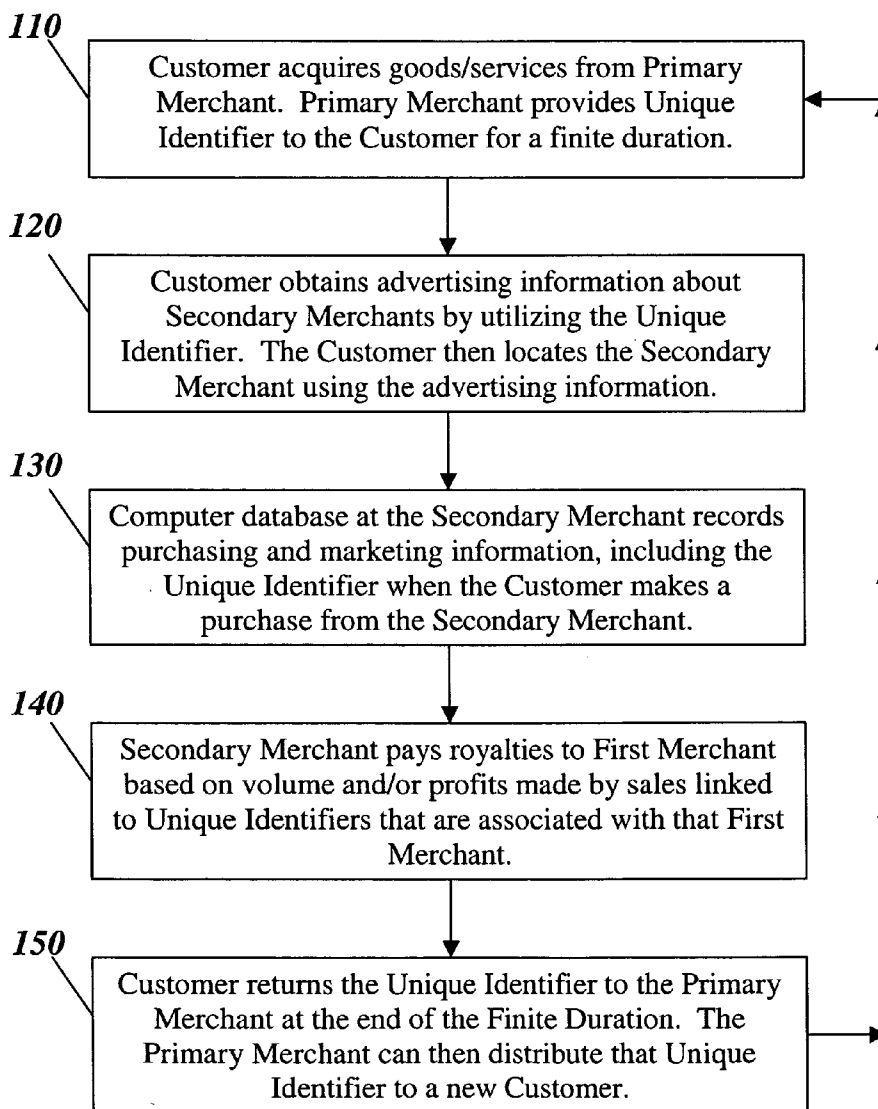 110
Customer acquires goods/services from Primary
Merchant. Primary Merchant provides Unique
Identifier to the Customer for a finite duration.
120
Customer obtains advertising information about
Secondary Merchants by utilizing the Unique
Identifier. The Customer then locates the Secondary
Merchant using the advertising information.
130
Computer database at the Secondary Merchant records
purchasing and marketing information, including the
Unique Identifier when the Customer makes a
purchase from the Secondary Merchant.
140
Secondary Merchant pays royalties to First Merchant
based on volume and/or profits made by sales linked
to Unique Identifiers that are associated with that First
Merchant.
150
Customer returns the Unique Identifier to the Primary
Merchant at the end of the Finite Duration. The
Primary Merchant can then distribute that Unique
Identifier to a new Customer.